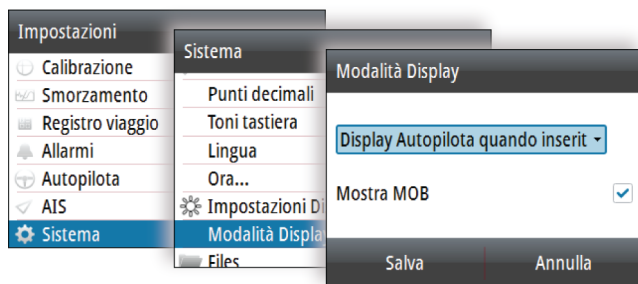 Impostazioni
Calibrazione
Smorzamento
Registro viaggio
Allarmi
Autopilota
AIS
Sistema
Sistema
Punti decimali
Toni tastiera
Lingua
Ora...
Impostazioni Di
Modalità Display
Files
Modalità Display
Display Autopilota quando inserit
Mostra MOB
Salva Annulla